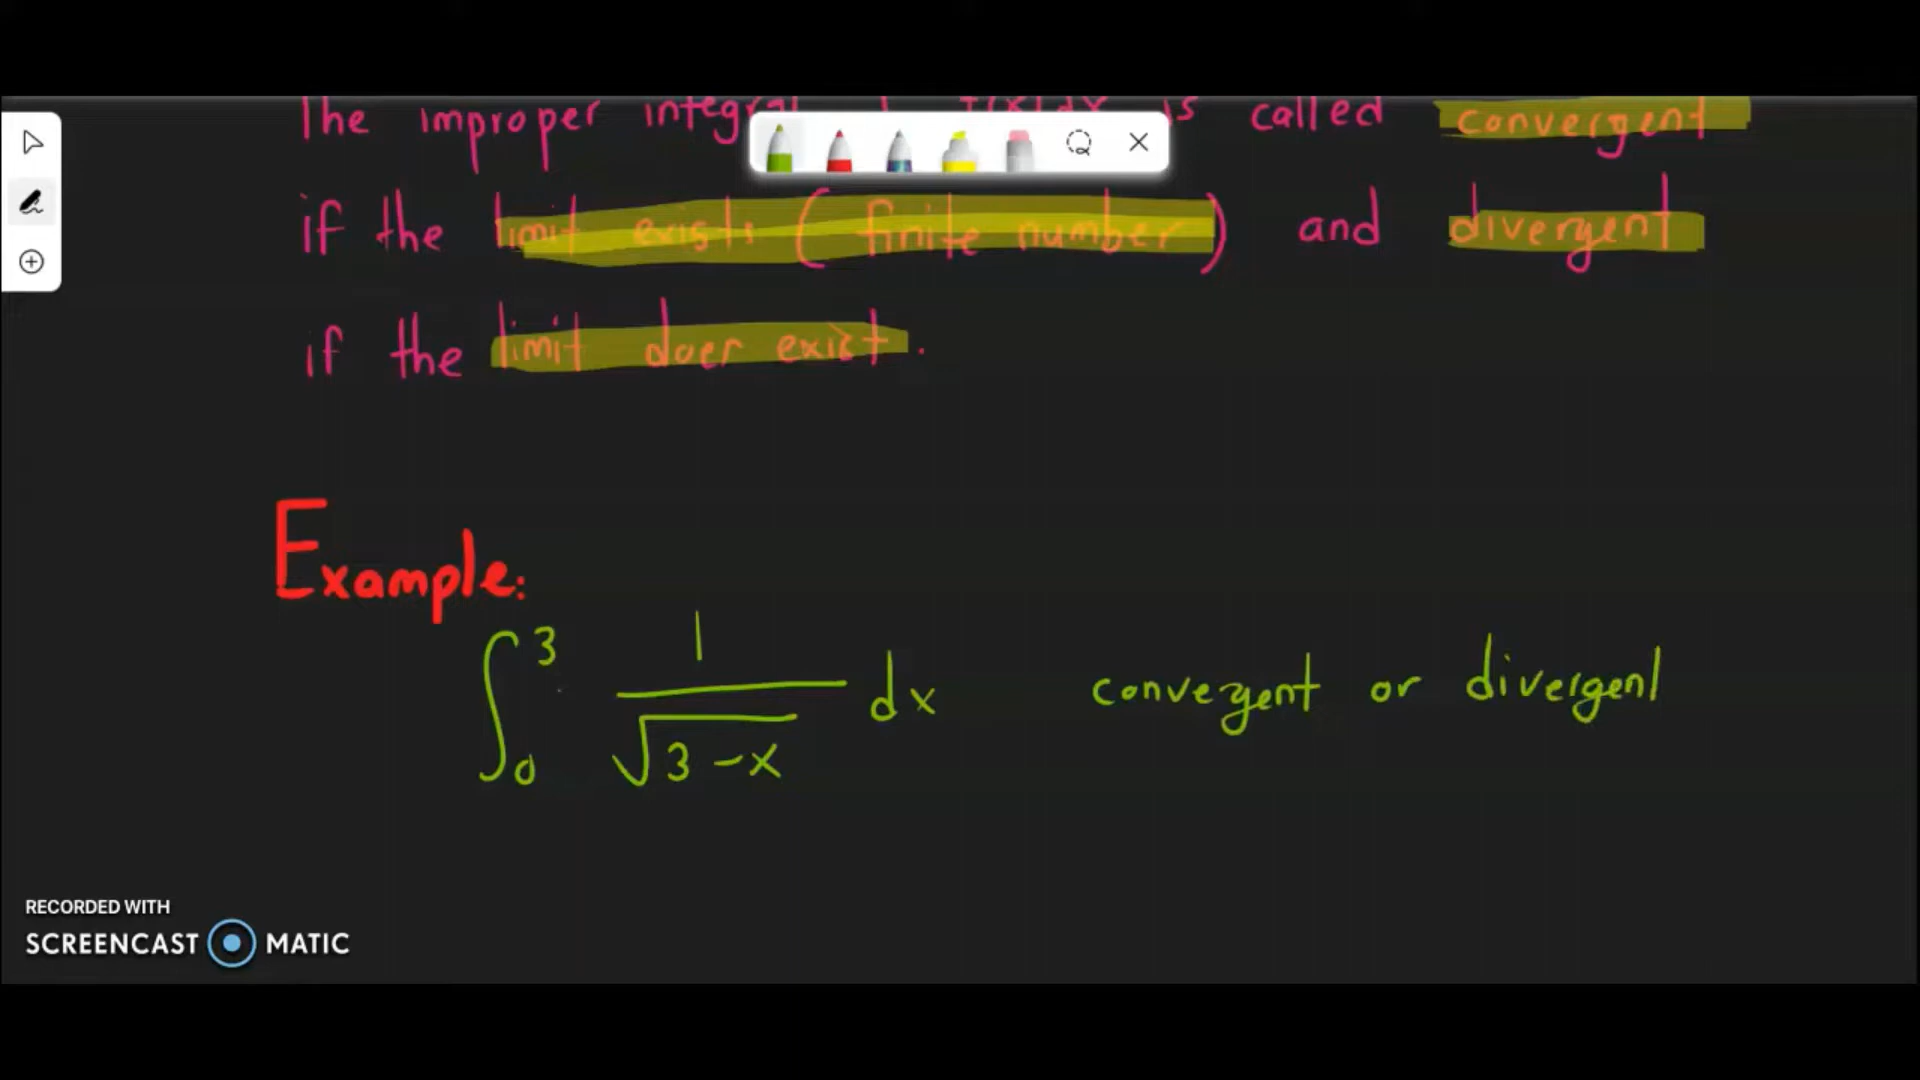 The improper integral f(x)dx is called convergent
if the limit exists (finite number) and divergent
if the limit does exist.
Example:
∫₀³ 1/√(3-x) dx convergent or divergent
RECORDED WITH
SCREENCAST MATIC